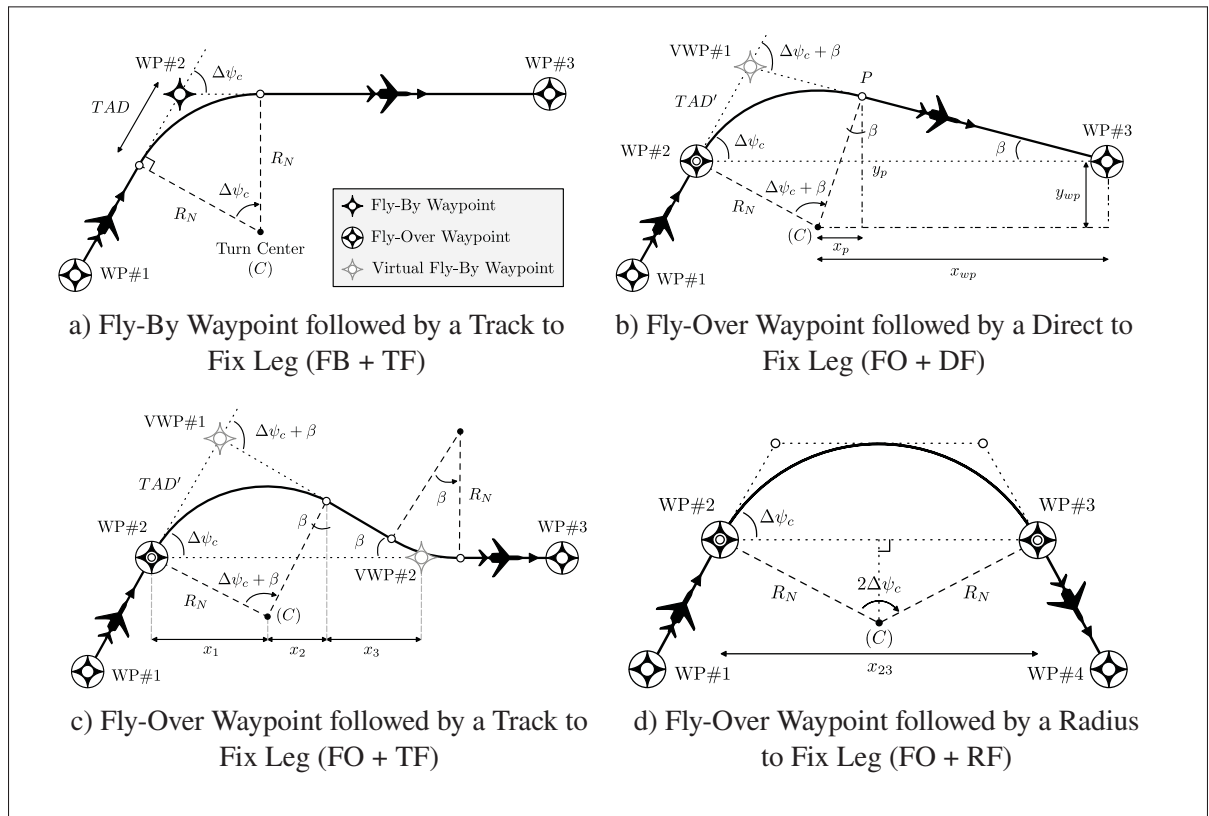 WP#2
Δψ_c
WP#3
TAD
R_N
Δψ_c
R_N
Turn Center
(C)
WP#1
Fly-By Waypoint
Fly-Over Waypoint
Virtual Fly-By Waypoint
a) Fly-By Waypoint followed by a Track to
Fix Leg (FB + TF)
VWP#1
Δψ_c + β
P
TAD′
WP#2
Δψ_c
β
β
WP#3
y_p
y_wp
Δψ_c + β
R_N
(C)
x_p
x_wp
WP#1
b) Fly-Over Waypoint followed by a Direct to
Fix Leg (FO + DF)
VWP#1
Δψ_c + β
TAD′
β
R_N
WP#2
Δψ_c
β
β
WP#3
VWP#2
Δψ_c + β
R_N
(C)
x_1
x_2
x_3
WP#1
c) Fly-Over Waypoint followed by a Track to
Fix Leg (FO + TF)
WP#2
Δψ_c
WP#3
R_N
2Δψ_c
R_N
(C)
WP#1
x_23
WP#4
d) Fly-Over Waypoint followed by a Radius
to Fix Leg (FO + RF)